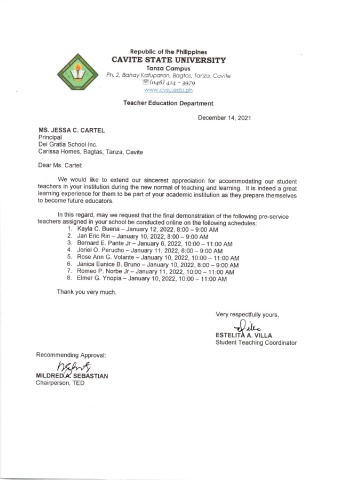 Republic of the Philippines
CAVITE STATE UNIVERSITY
Tanza Campus
Ph. 2, Bahay Katuparan, Bagtas, Tanza, Cavite
(046) 414 – 3979
www.cvsu.edu.ph
Teacher Education Department
December 14, 2021
MS. JESSA C. CARTEL
Principal
Dei Gratia School Inc.
Carissa Homes, Bagtas, Tanza, Cavite
Dear Ms. Cartel:
We would like to extend our sincerest appreciation for accommodating our student
teachers in your institution during the new normal of teaching and learning. It is indeed a great
learning experience for them to be part of your academic institution as they prepare themselves
to become future educators.
In this regard, may we request that the final demonstration of the following pre-service
teachers assigned in your school be conducted online on the following schedules:
1. Kayla C. Buena – January 12, 2022, 8:00 – 9:00 AM
2. Jan Eric Rin – January 10, 2022, 8:00 – 9:00 AM
3. Bernard E. Pante Jr – January 6, 2022, 10:00 – 11:00 AM
4. Joriel O. Perucho – January 11, 2022, 8:00 – 9:00 AM
5. Rose Ann G. Volante – January 10, 2022, 10:00 – 11:00 AM
6. Janica Eunice B. Bruno – January 10, 2022, 8:00 – 9:00 AM
7. Romeo P. Norbe Jr – January 11, 2022, 10:00 – 11:00 AM
8. Elmer G. Ynopia – January 10, 2022, 10:00 – 11:00 AM
Thank you very much.
Very respectfully yours,
ESTELITA A. VILLA
Student Teaching Coordinator
Recommending Approval:
MILDRED A. SEBASTIAN
Chairperson, TED